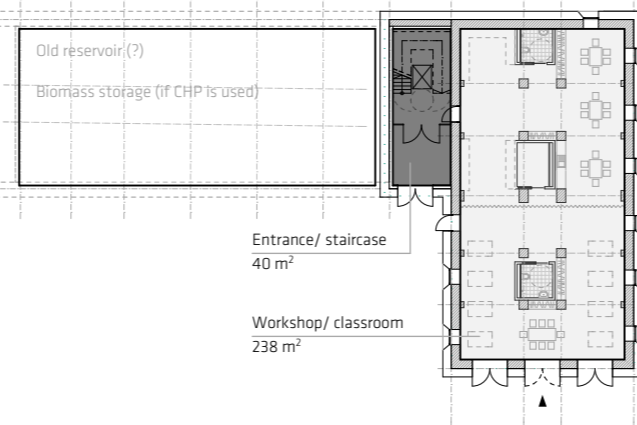 Old reservoir (?)
Biomass storage (if CHP is used)
Entrance/ staircase
40 m²
Workshop/ classroom
238 m²